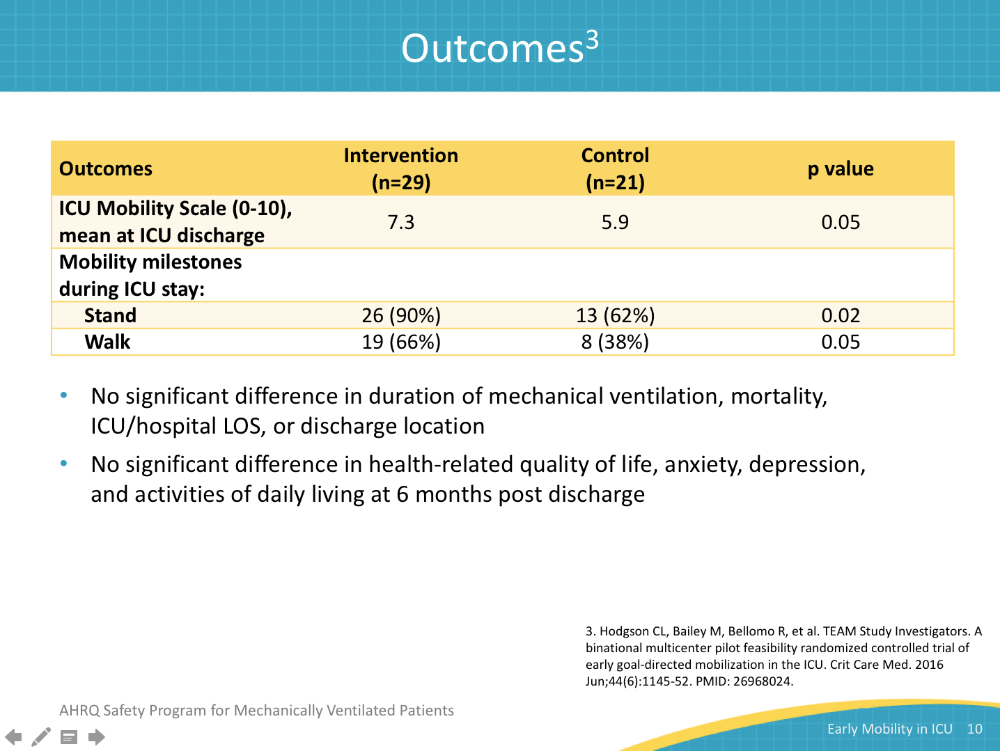 Outcomes3
Outcomes
Intervention
(n=29)
Control
(n=21)
p value
ICU Mobility Scale (0-10),
mean at ICU discharge
7.3
5.9
0.05
Mobility milestones
during ICU stay:
Stand
26 (90%)
13 (62%)
0.02
Walk
19 (66%)
8 (38%)
0.05
• No significant difference in duration of mechanical ventilation, mortality,
ICU/hospital LOS, or discharge location
• No significant difference in health-related quality of life, anxiety, depression,
and activities of daily living at 6 months post discharge
3. Hodgson CL, Bailey M, Bellomo R, et al. TEAM Study Investigators. A
binational multicenter pilot feasibility randomized controlled trial of
early goal-directed mobilization in the ICU. Crit Care Med. 2016
Jun;44(6):1145-52. PMID: 26968024.
AHRQ Safety Program for Mechanically Ventilated Patients
Early Mobility in ICU 10